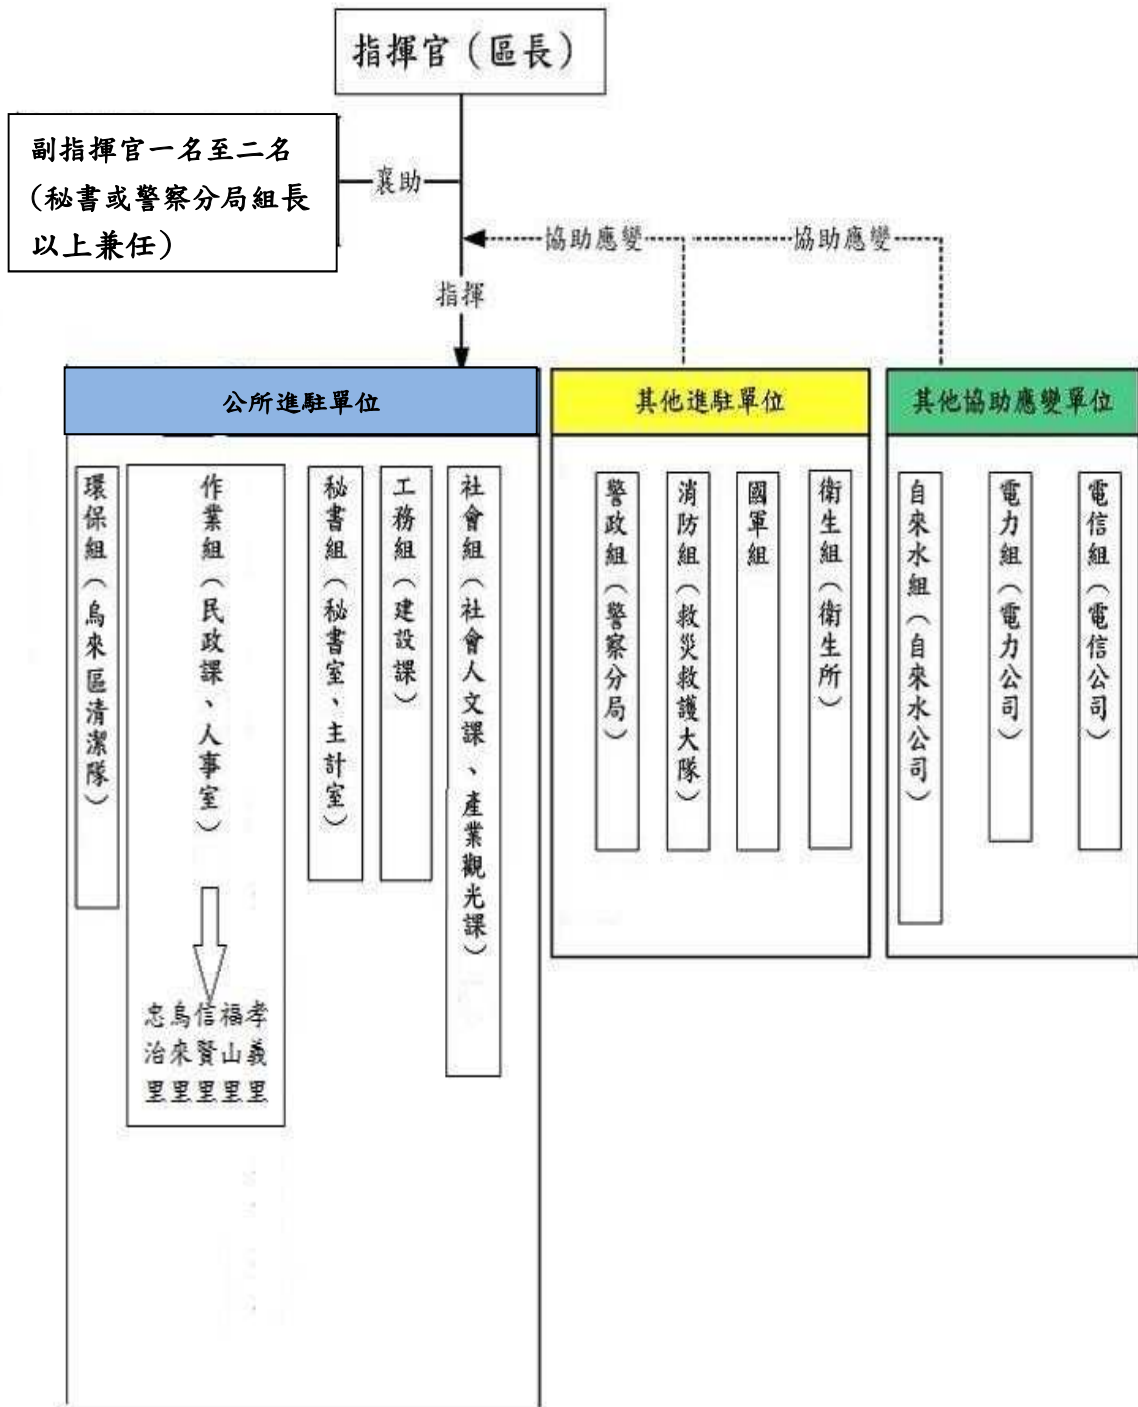 指揮官（區長）
副指揮官一名至二名
(秘書或警察分局組長
以上兼任)
襄助
協助應變
協助應變
指揮
公所進駐單位
其他進駐單位
其他協助應變單位
環保組（烏來區清潔隊）
作業組（民政課、人事室）
秘書組（秘書室、主計室）
工務組（建設課）
社會組（社會人文課、產業觀光課）
警政組（警察分局）
消防組（救災救護大隊）
國軍組
衛生組（衛生所）
自來水組（自來水公司）
電力組（電力公司）
電信組（電信公司）
忠治里
烏來里
信賢里
福山里
孝義里